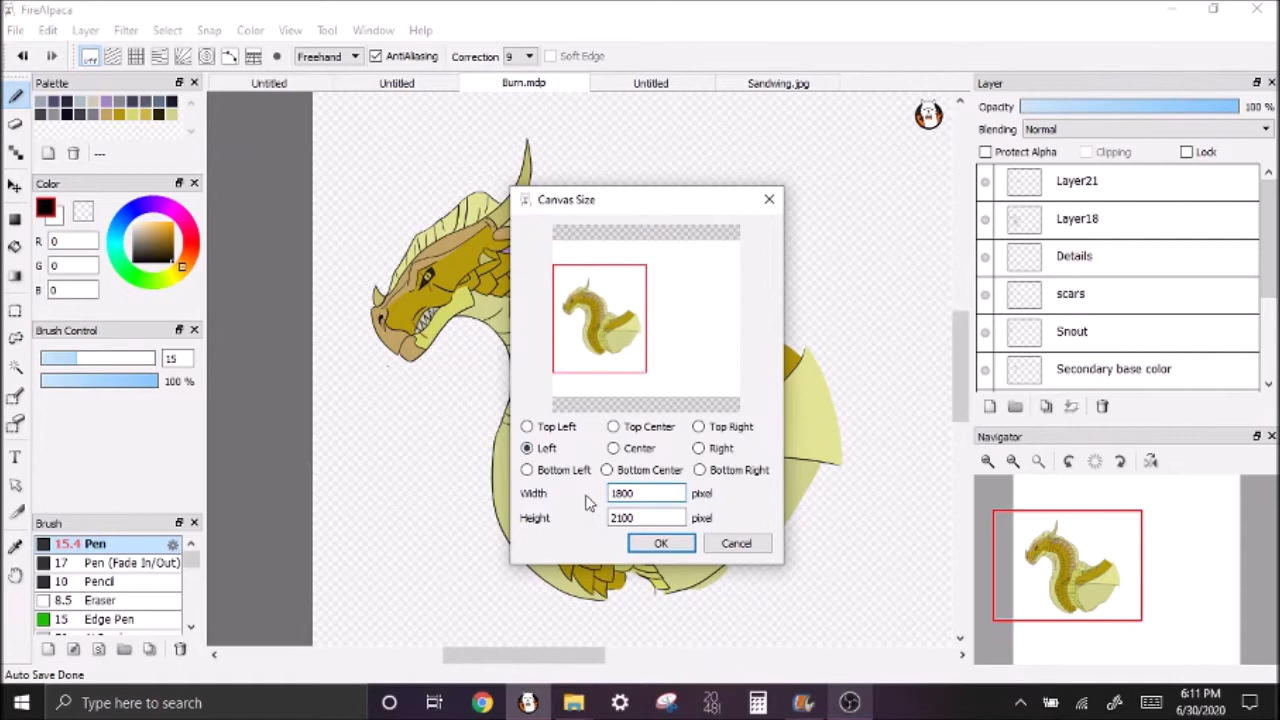 FireAlpaca
File Edit Layer Filter Select Snap Color View Tool Window Help
off Freehand AntiAliasing Correction 9 Soft Edge
Palette Untitled Untitled Burn.mdp Untitled Sandwing.jpg Layer
Opacity 100 %
Blending Normal
Protect Alpha Clipping Lock
---
Layer21
Color Canvas Size
Layer18
R 0
Details
G 0
B 0
scars
Brush Control
Snout
15
Secondary base color
100 %
Top Left Top Center Top Right
Navigator
Left Center Right
Bottom Left Bottom Center Bottom Right
Width 1800 pixel
Height 2100 pixel
Brush
15.4 Pen
OK Cancel
17 Pen (Fade In/Out)
10 Pencil
8.5 Eraser
15 Edge Pen
Auto Save Done
Type here to search
20
48
6:11 PM
6/30/2020